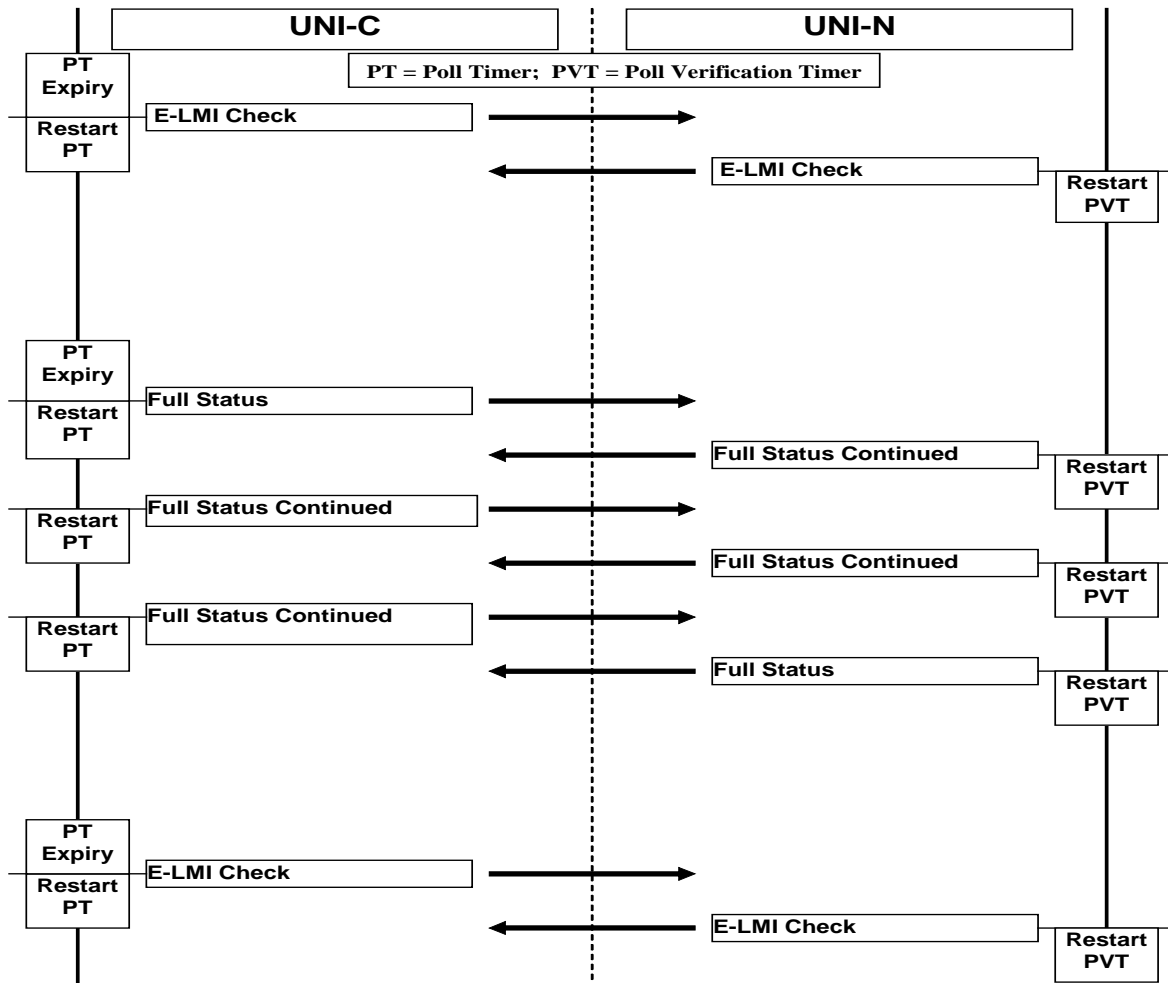 UNI-C
UNI-N
PT = Poll Timer; PVT = Poll Verification Timer
PT
Expiry
E-LMI Check
Restart
PT
E-LMI Check
Restart
PVT
PT
Expiry
Full Status
Restart
PT
Full Status Continued
Restart
PVT
Full Status Continued
Restart
PT
Full Status Continued
Restart
PVT
Full Status Continued
Restart
PT
Full Status
Restart
PVT
PT
Expiry
E-LMI Check
Restart
PT
E-LMI Check
Restart
PVT